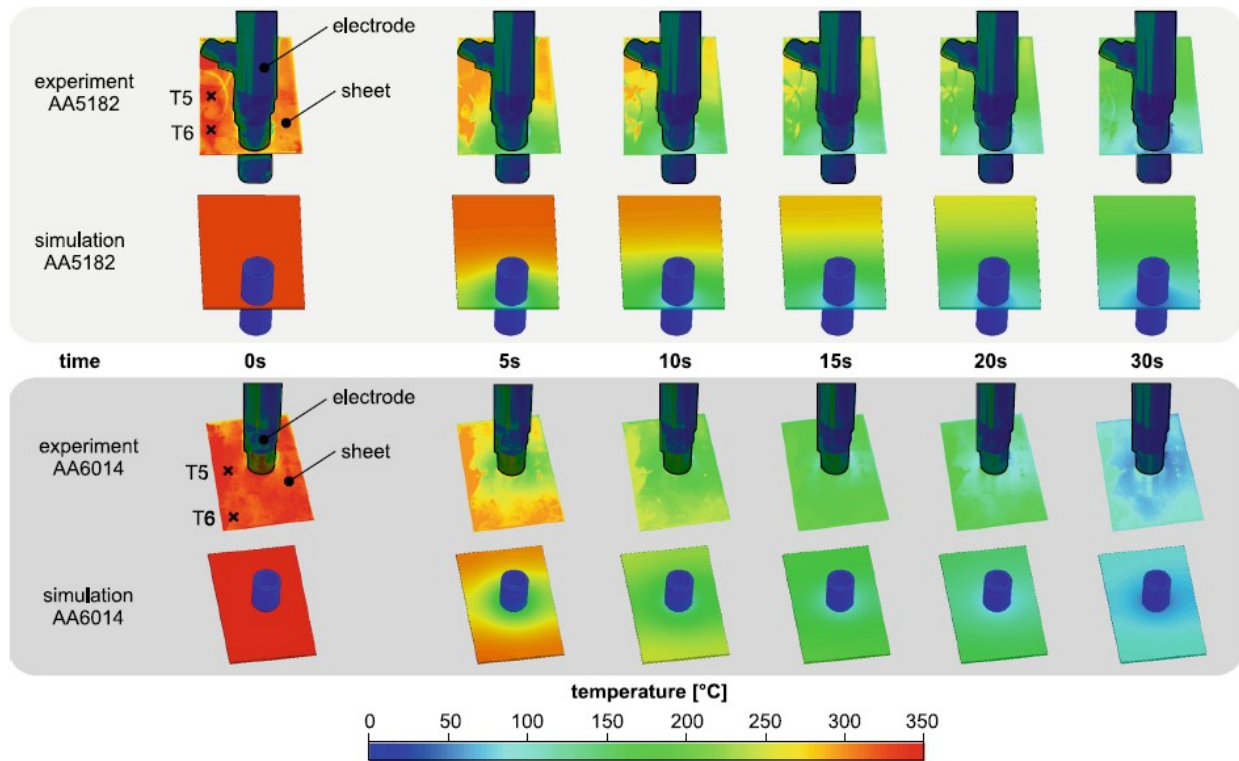 electrode
experiment
AA5182
T5
sheet
T6
simulation
AA5182
time 0s 5s 10s 15s 20s 30s
electrode
experiment
AA6014
sheet
T5
T6
simulation
AA6014
temperature [°C]
0 50 100 150 200 250 300 350